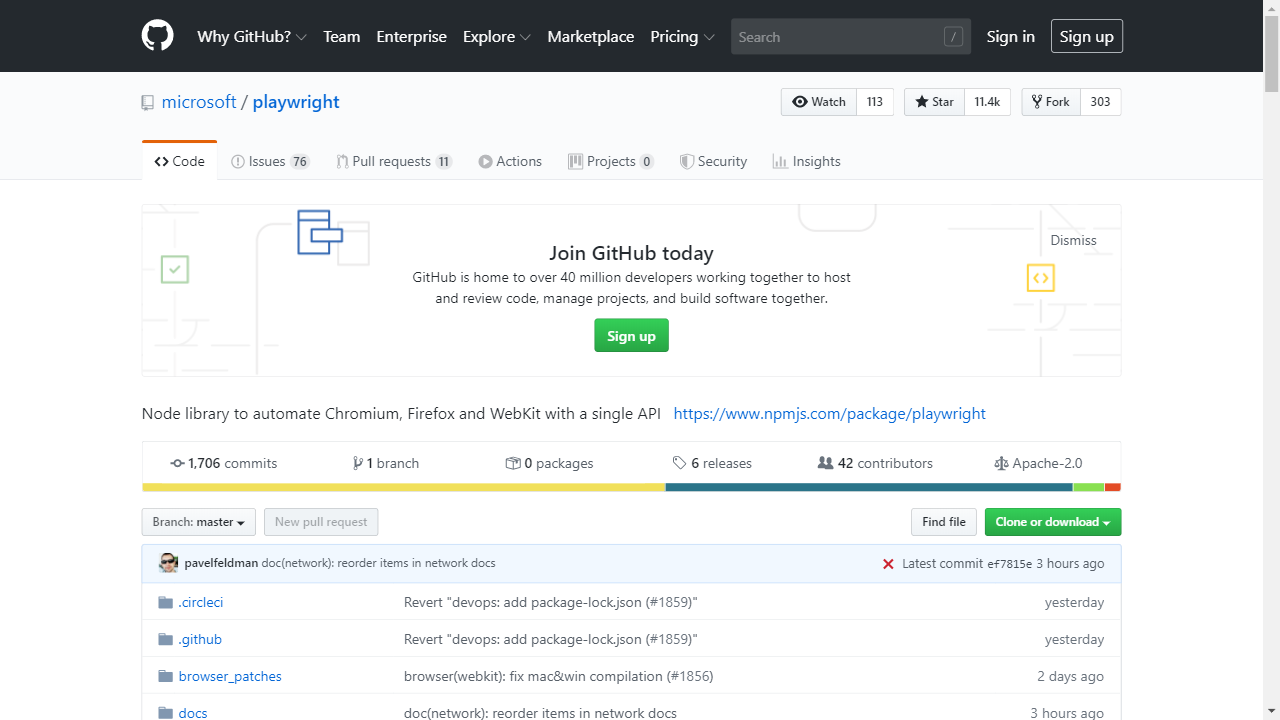 Why GitHub? Team Enterprise Explore Marketplace Pricing Search / Sign in Sign up
microsoft / playwright Watch 113 Star 11.4k Fork 303
Code Issues 76 Pull requests 11 Actions Projects 0 Security Insights
Dismiss
Join GitHub today
GitHub is home to over 40 million developers working together to host
and review code, manage projects, and build software together.
Sign up
Node library to automate Chromium, Firefox and WebKit with a single API https://www.npmjs.com/package/playwright
1,706 commits 1 branch 0 packages 6 releases 42 contributors Apache-2.0
Branch: master New pull request Find file Clone or download
pavelfeldman doc(network): reorder items in network docs Latest commit ef7815e 3 hours ago
.circleci Revert "devops: add package-lock.json (#1859)" yesterday
.github Revert "devops: add package-lock.json (#1859)" yesterday
browser_patches browser(webkit): fix mac&win compilation (#1856) 2 days ago
docs doc(network): reorder items in network docs 3 hours ago